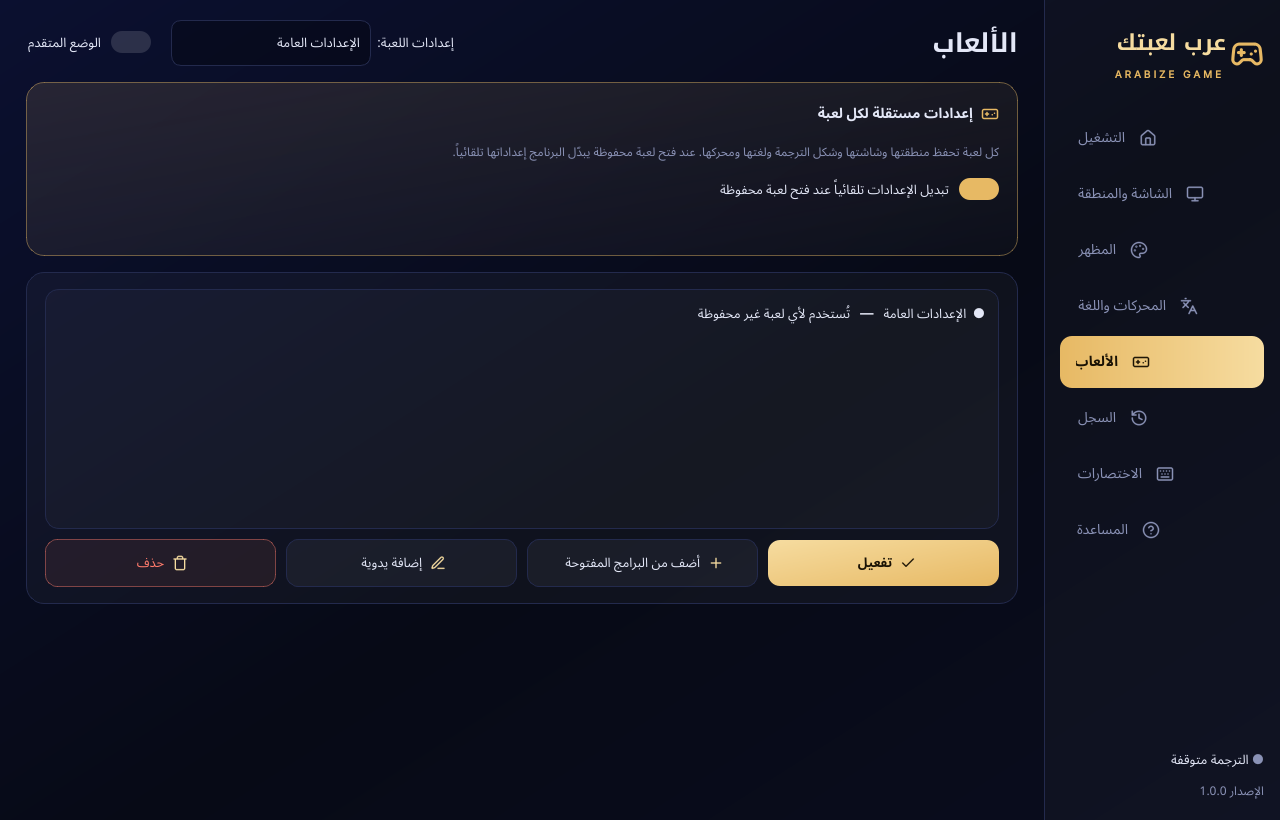 عرب لعبتك
ARABIZE GAME
التشغيل
الشاشة والمنطقة
المظهر
المحركات واللغة
الألعاب
السجل
الاختصارات
المساعدة
الترجمة متوقفة
الإصدار 1.0.0
الألعاب
إعدادات اللعبة:
الإعدادات العامة
الوضع المتقدم
إعدادات مستقلة لكل لعبة
كل لعبة تحفظ منطقتها وشاشتها وشكل الترجمة ولغتها ومحركها. عند فتح لعبة محفوظة يبدّل البرنامج إعداداتها تلقائياً.
تبديل الإعدادات تلقائياً عند فتح لعبة محفوظة
الإعدادات العامة — تُستخدم لأي لعبة غير محفوظة
تفعيل
أضف من البرامج المفتوحة
إضافة يدوية
حذف